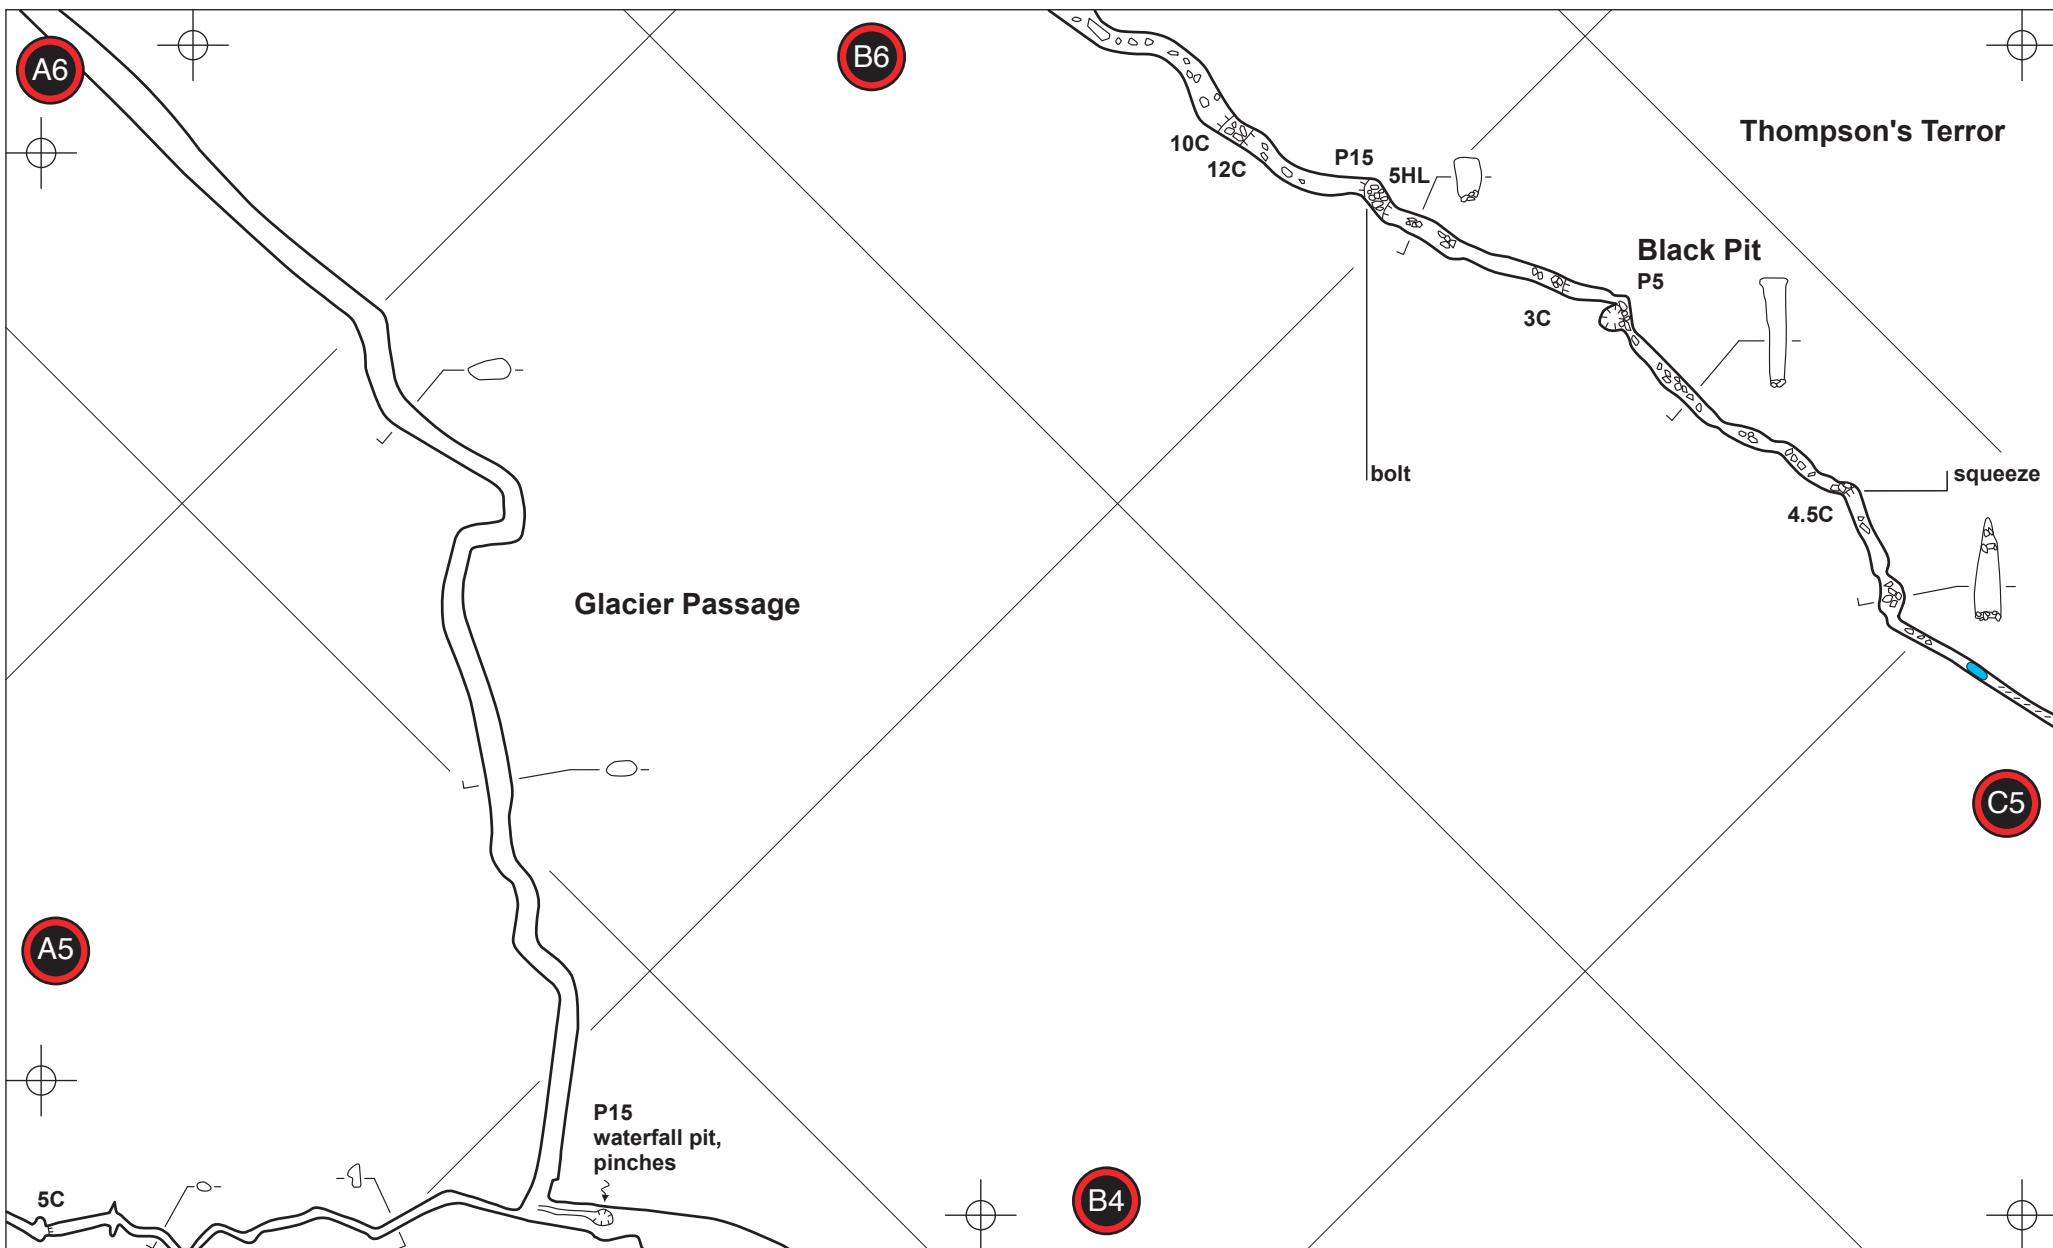 A6
B6
Thompson's Terror
10C
12C
P15
5HL
Black Pit
P5
3C
bolt
squeeze
4.5C
Glacier Passage
C5
A5
P15
waterfall pit,
pinches
5C
B4